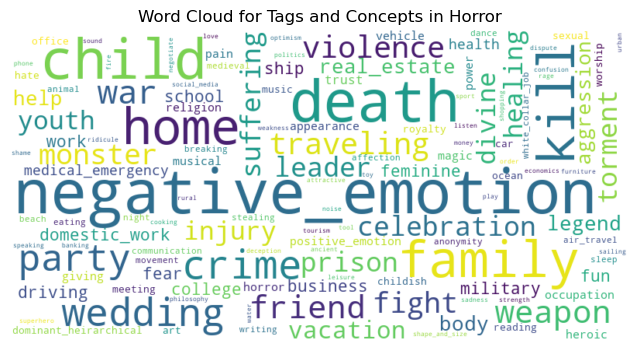 Word Cloud for Tags and Concepts in Horror
office sound love optimism dance sexual
phone child fire negotiate pain violence vehicle health politics dispute urban
hate animal medieval social_media ship real_estate power confusion rage worship
help war school trust sport kill aggression
youth religion music death divine healing white_collar_job
work ridicule home suffering appearance royalty listen shopping car torment
shame monster breaking traveling weakness money magic order
medical_emergency musical leader affection feminine ocean economics furniture
rural negative_emotion attractive toy play
beach eating night cooking stealing noise celebration legend
domestic_work injury tourism tool anonymity air_travel sailing
speaking banking communication deception positive_emotion sleep
party movement fear crime ancient prison family fun
giving meeting college horror business leisure childish military occupation
driving philosophy friend fight body weapon
superhero wedding water sadness strength reading
dominant_heirarchical art writing vacation shape_and_size heroic